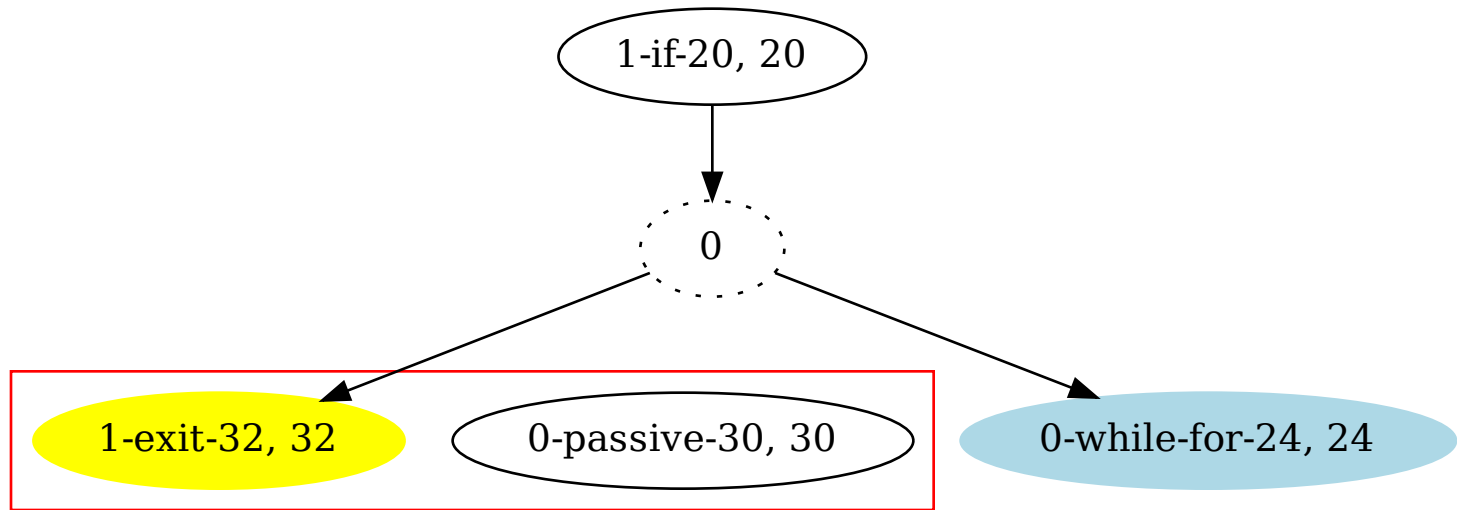 1-if-20, 20
0
1-exit-32, 32
0-passive-30, 30
0-while-for-24, 24